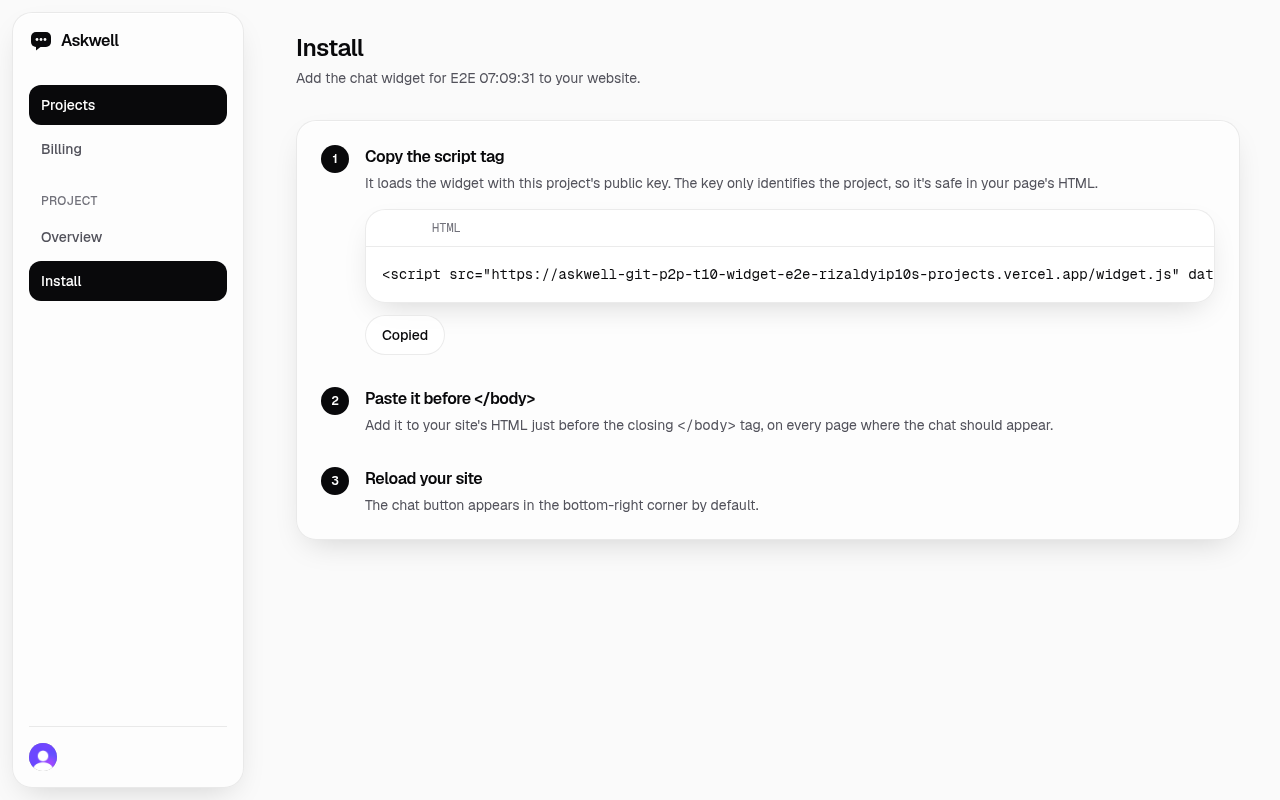 Askwell
Projects
Billing
PROJECT
Overview
Install
Install
Add the chat widget for E2E 07:09:31 to your website.
1
Copy the script tag
It loads the widget with this project's public key. The key only identifies the project, so it's safe in your page's HTML.
HTML
<script src="https://askwell-git-p2p-t10-widget-e2e-rizaldyip10s-projects.vercel.app/widget.js" dat
Copied
2
Paste it before </body>
Add it to your site's HTML just before the closing </body> tag, on every page where the chat should appear.
3
Reload your site
The chat button appears in the bottom-right corner by default.